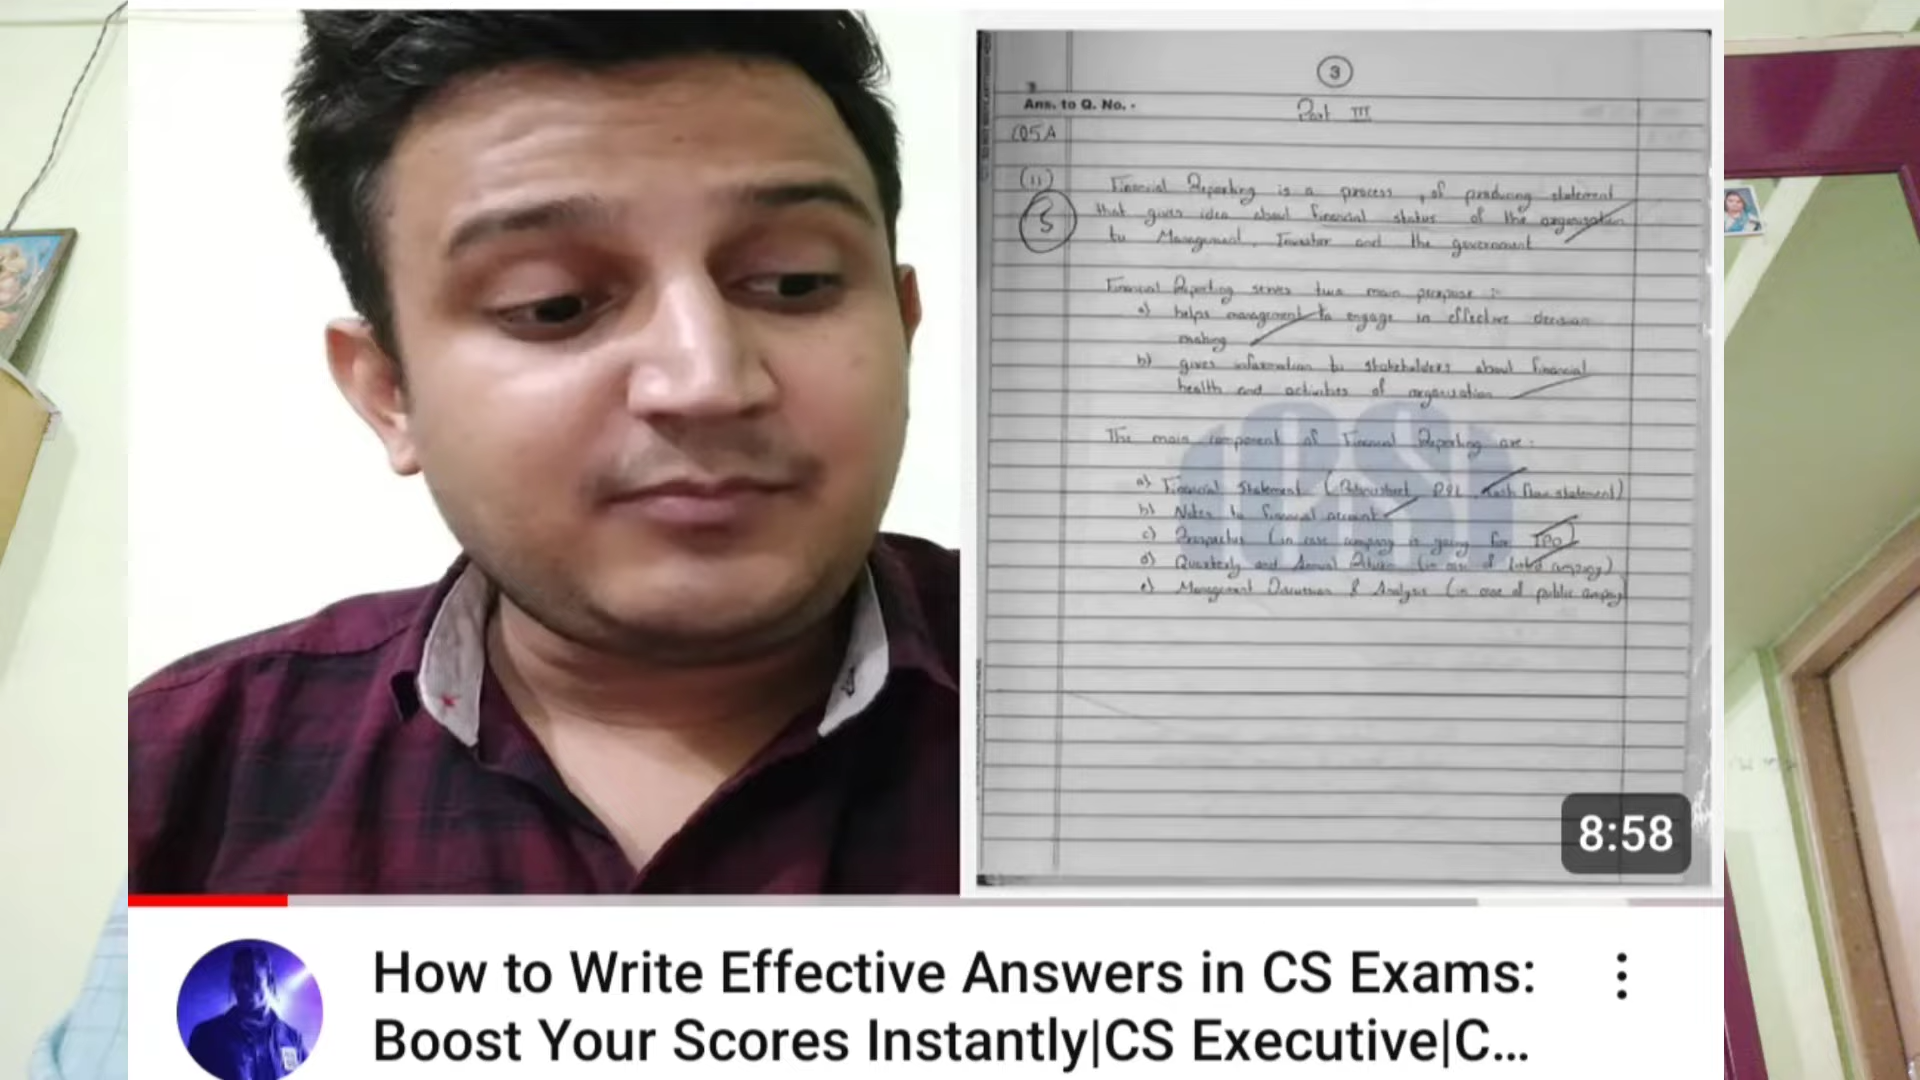 3
Part III
Ans. to Q. No. -
Q5A
(11)
Financial Reporting is a process, of producing statement
that gives idea about financial status of the organisation
to Management, Investor and the government
3
Financial Reporting serves two main purpose :-
a) helps management to engage in effective decision
making
b) gives information to stakeholders about financial
health and activities of organisation
The main component of Financial Reporting are:
a) Financial Statement (Balancesheet, P&L, Cash flow statement)
b) Notes to financial account
c) Prospectus (in case company is going for IPO)
d) Quarterly and Annual Return (in case of listed company)
e) Management Discussion & Analysis (in case of public company)
8:58
How to Write Effective Answers in CS Exams:
Boost Your Scores Instantly|CS Executive|C...